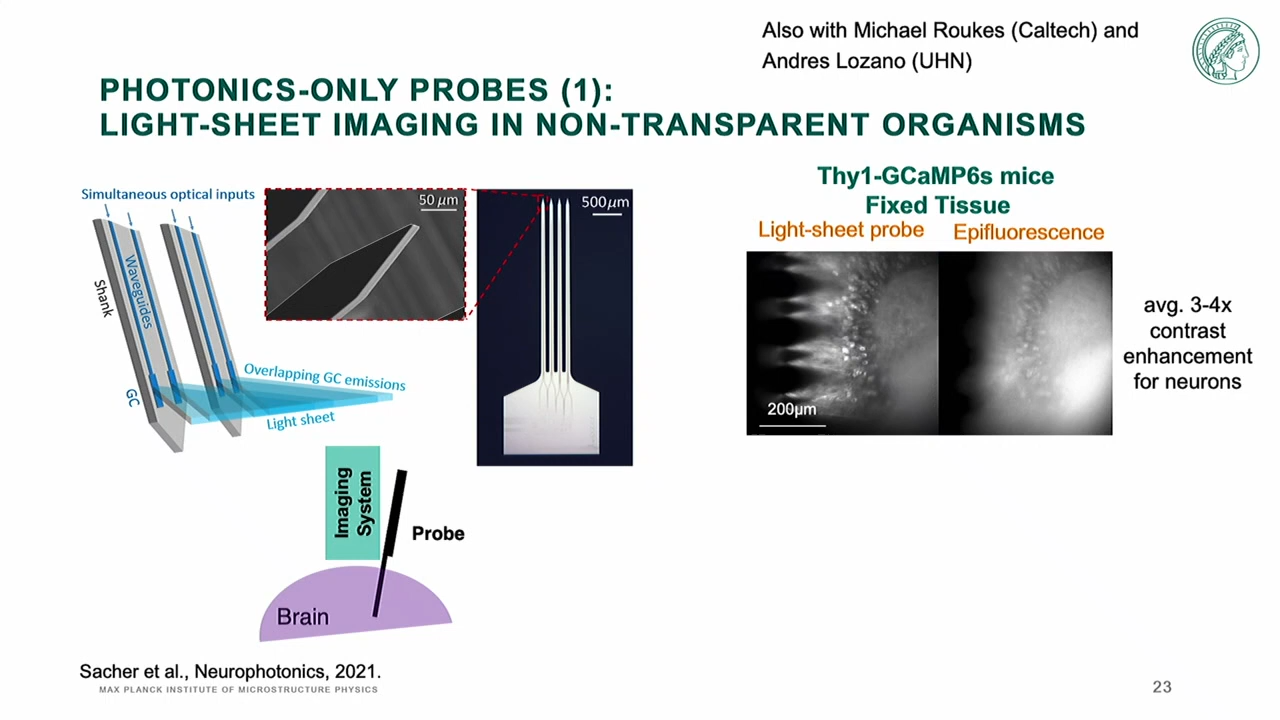 Also with Michael Roukes (Caltech) and
Andres Lozano (UHN)
PHOTONICS-ONLY PROBES (1):
LIGHT-SHEET IMAGING IN NON-TRANSPARENT ORGANISMS
Simultaneous optical inputs
Shank
Waveguides
GC
Overlapping GC emissions
Light sheet
50 μm
500μm
Thy1-GCaMP6s mice
Fixed Tissue
Light-sheet probe
Epifluorescence
200μm
avg. 3-4x
contrast
enhancement
for neurons
Imaging
System
Probe
Brain
Sacher et al., Neurophotonics, 2021.
MAX PLANCK INSTITUTE OF MICROSTRUCTURE PHYSICS
23